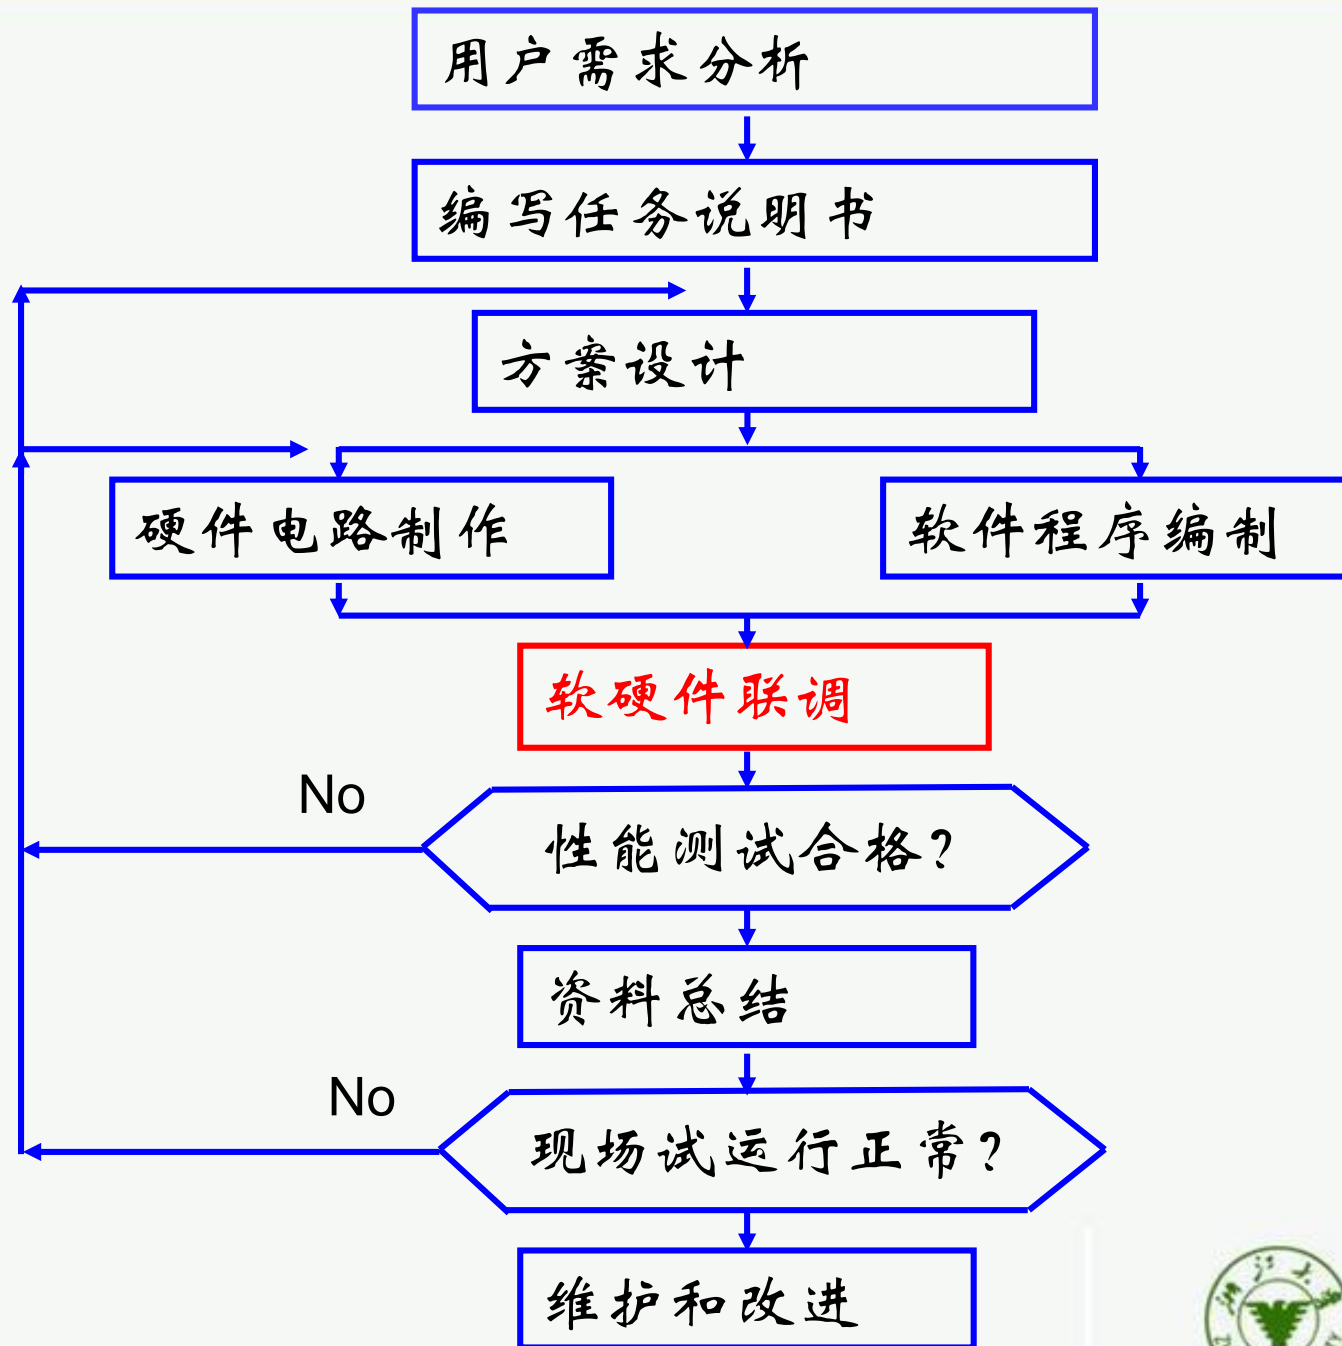 用户需求分析
编写任务说明书
方案设计
硬件电路制作
软件程序编制
软硬件联调
No
性能测试合格?
资料总结
No
现场试运行正常?
维护和改进